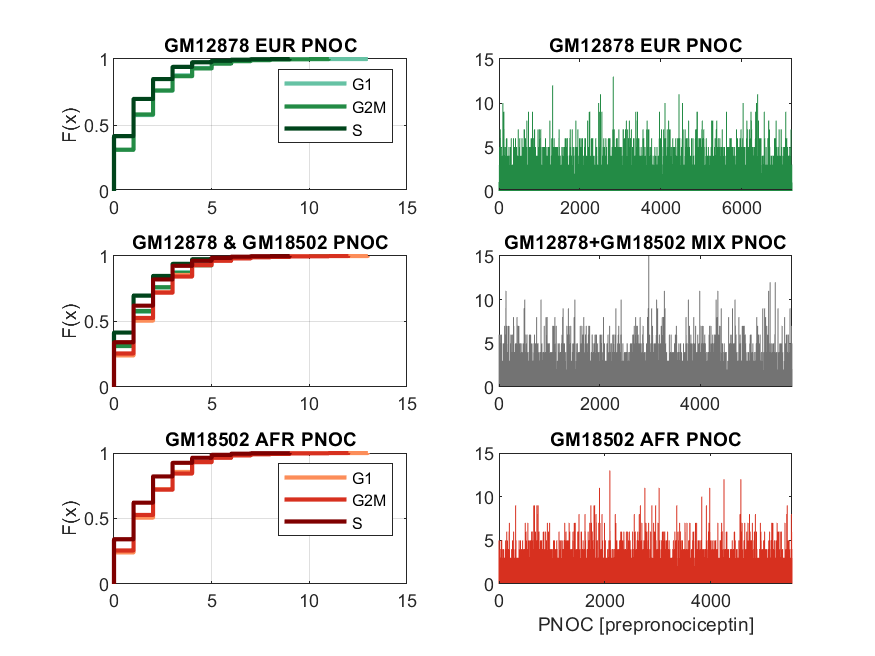 GM12878 EUR PNOC
1
0.5
0
F(x)
0 5 10 15
G1
G2M
S
GM12878 EUR PNOC
15
10
5
0
0 2000 4000 6000
GM12878 & GM18502 PNOC
1
0.5
0
F(x)
0 5 10 15
GM12878+GM18502 MIX PNOC
15
10
5
0
0 2000 4000
GM18502 AFR PNOC
1
0.5
0
F(x)
0 5 10 15
G1
G2M
S
GM18502 AFR PNOC
15
10
5
0
0 2000 4000
PNOC [prepronociceptin]